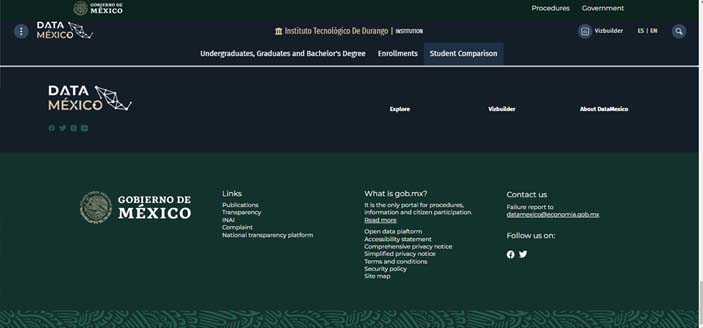 GOBIERNO DE
MÉXICO
Procedures Government
DATA
MÉXICO
Instituto Tecnológico De Durango | INSTITUTION
Vizbuilder
ES | EN
Undergraduates, Graduates and Bachelor's Degree Enrollments Student Comparison
DATA
MÉXICO
Explore Vizbuilder About DataMexico
GOBIERNO DE
MÉXICO
Links
Publications
Transparency
INAI
Complaint
National transparency platform
What is gob.mx?
It is the only portal for procedures,
information and citizen participation.
Read more
Open data platform
Accessibility statement
Comprehensive privacy notice
Simplified privacy notice
Terms and conditions
Security policy
Site map
Contact us
Failure report to
datamexico@economia.gob.mx
Follow us on: